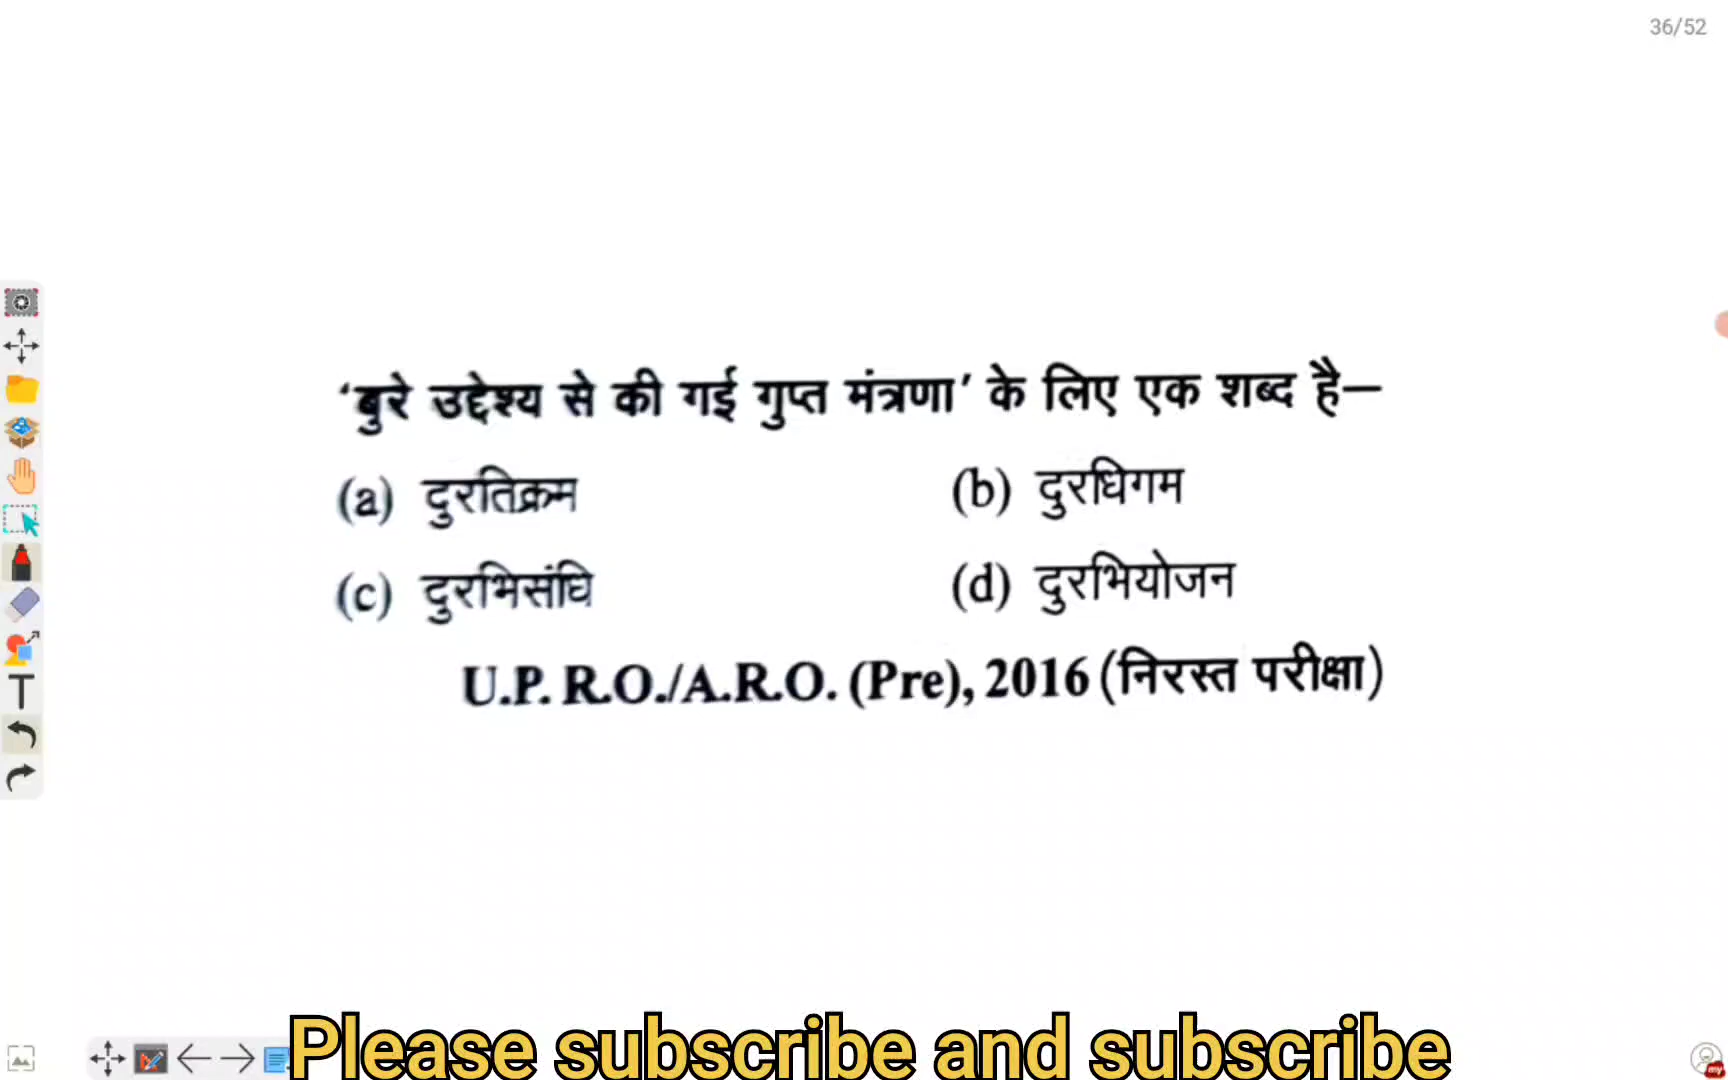 36/52
'बुरे उद्देश्य से की गई गुप्त मंत्रणा' के लिए एक शब्द है—
(a) दुरतिक्रम (b) दुरधिगम
(c) दुरभिसंधि (d) दुरभियोजन
U.P. R.O./A.R.O. (Pre), 2016 (निरस्त परीक्षा)
T
Please subscribe and subscribe
my